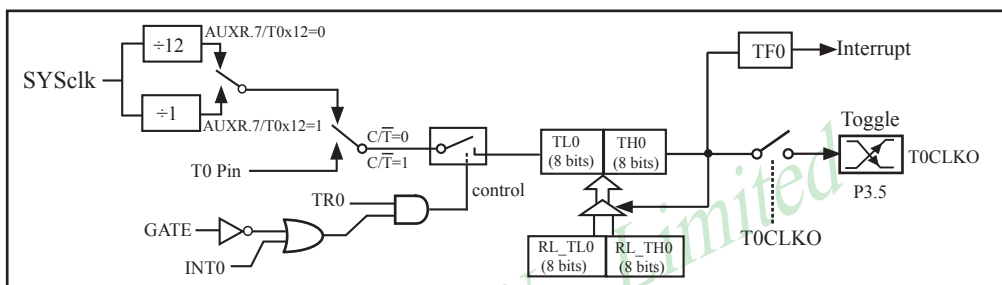 ÷12
AUXR.7/T0x12=0
SYSclk
÷1
AUXR.7/T0x12=1
T0 Pin
C/T̅=0
C/T̅=1
TR0
GATE
INT0
control
TL0
(8 bits)
TH0
(8 bits)
RL_TL0
(8 bits)
RL_TH0
(8 bits)
TF0
Interrupt
Toggle
T0CLKO
P3.5
T0CLKO
Limited